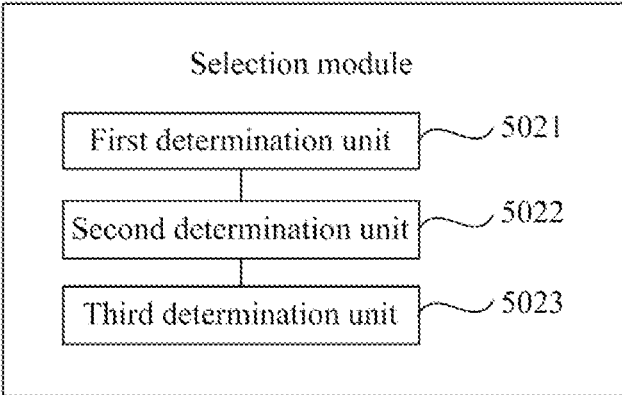 Selection module
First determination unit
5021
Second determination unit
5022
Third determination unit
5023